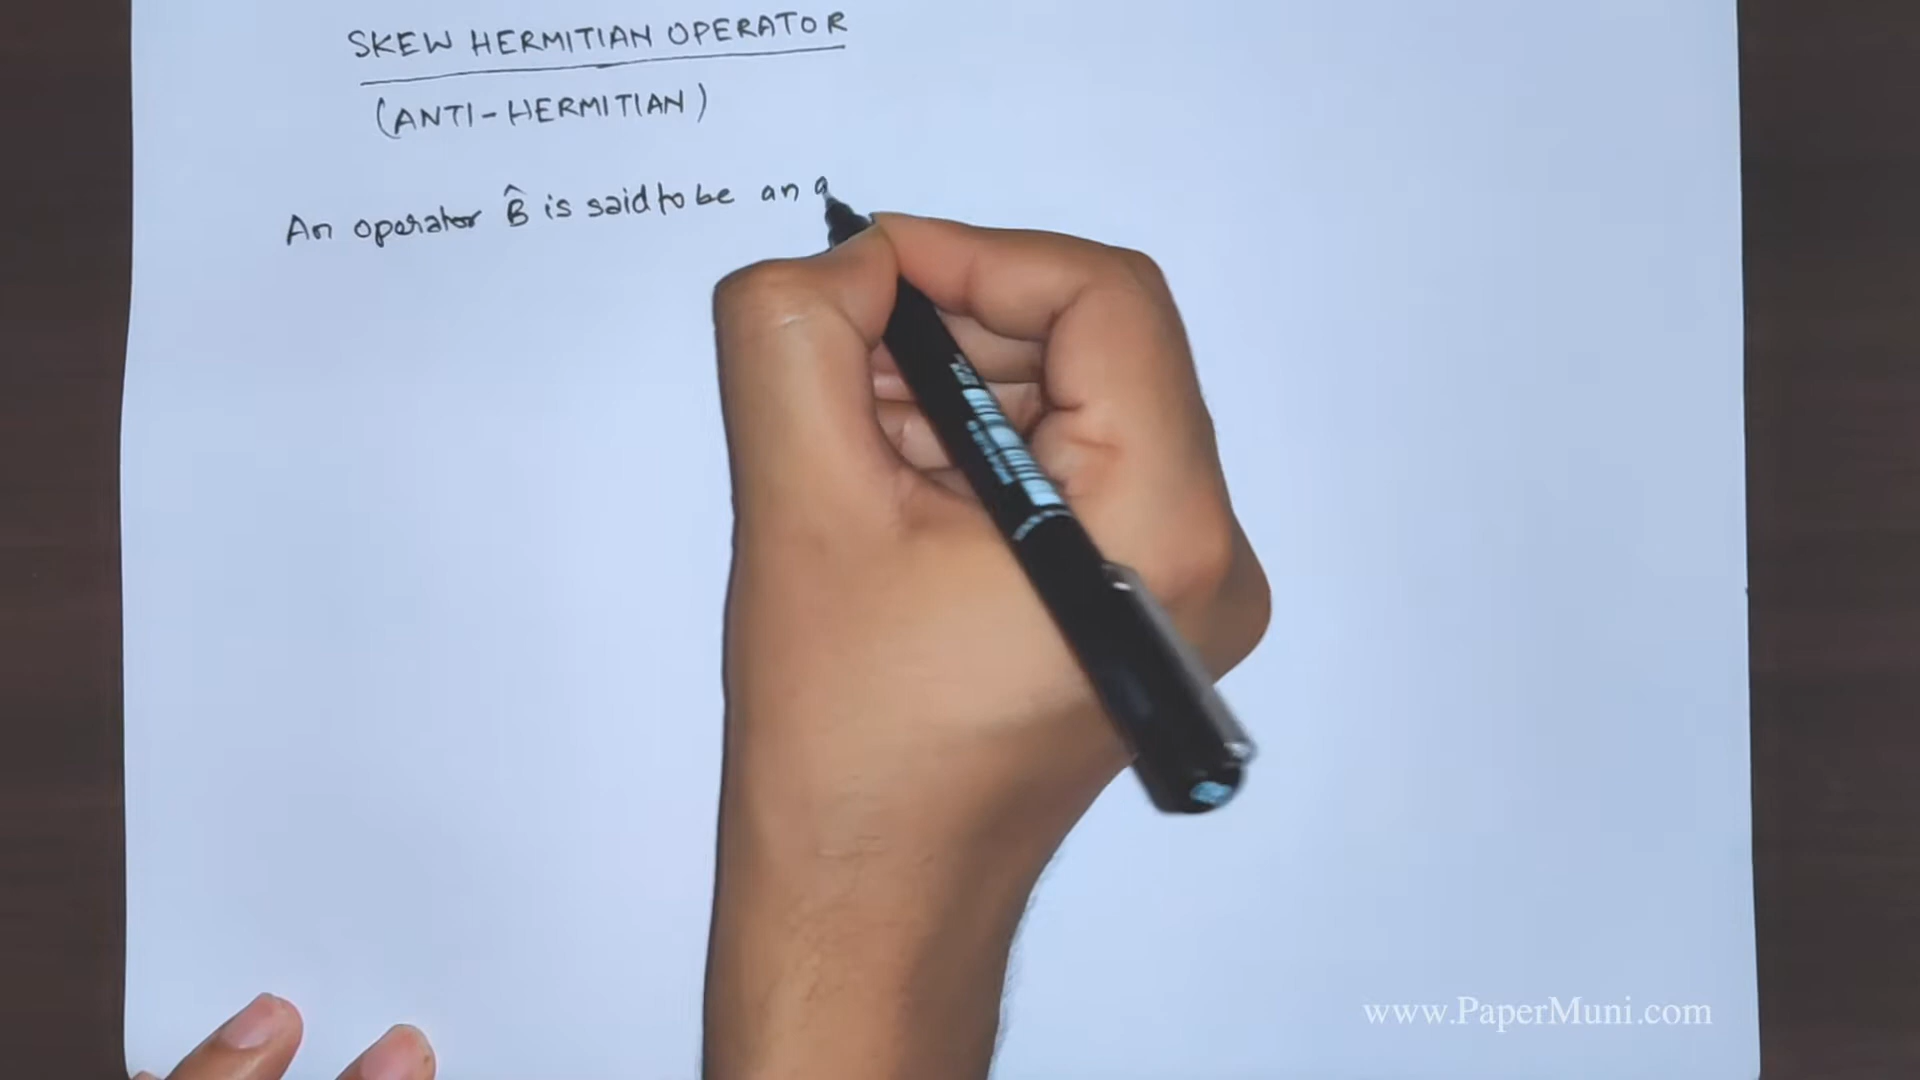 SKEW HERMITIAN OPERATOR
(ANTI-HERMITIAN)
An operator B̂ is said to be an a
www.PaperMuni.com